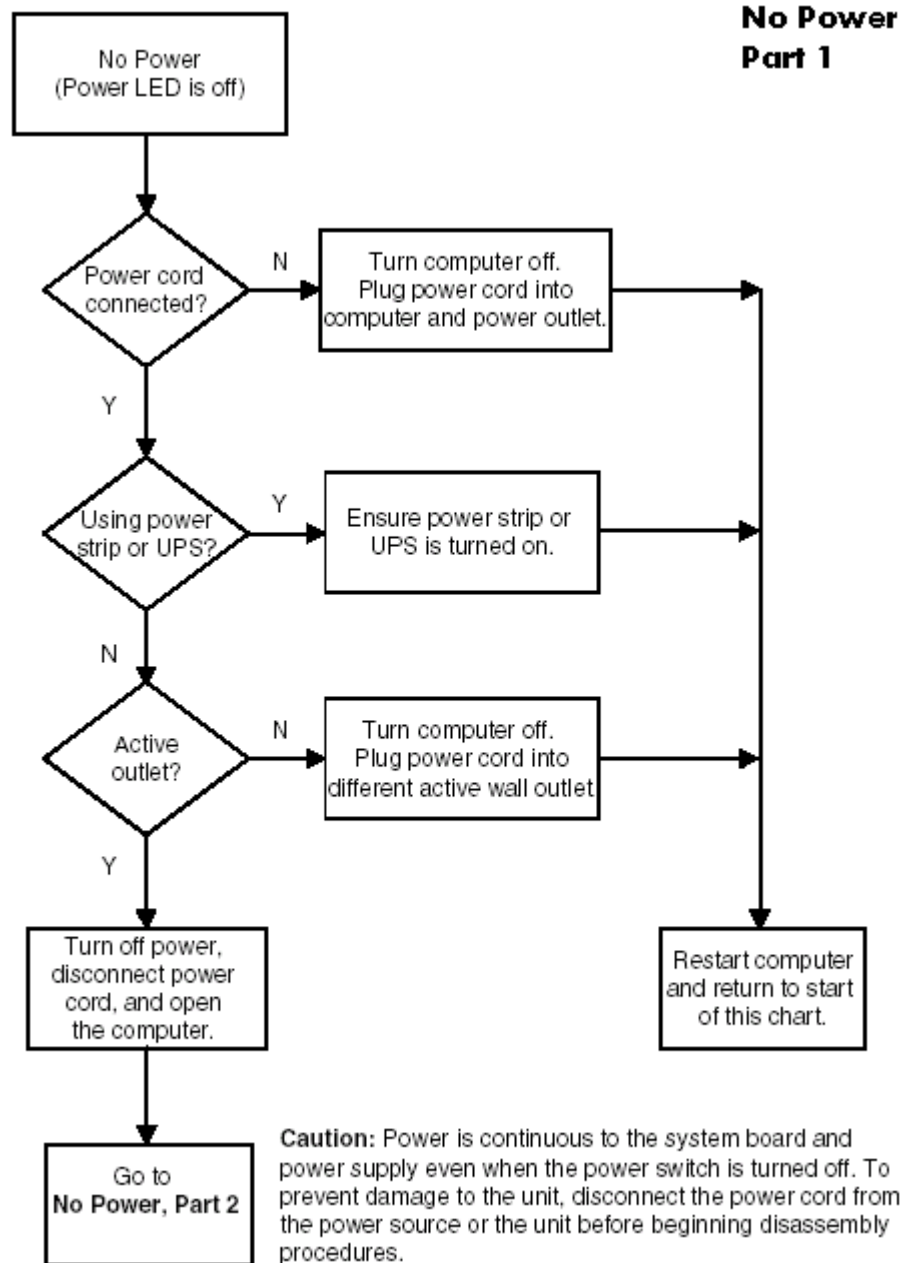 No Power
Part 1
No Power
(Power LED is off)
Power cord
connected?
N
Turn computer off.
Plug power cord into
computer and power outlet.
Y
Using power
strip or UPS?
Y
Ensure power strip or
UPS is turned on.
N
Active
outlet?
N
Turn computer off.
Plug power cord into
different active wall outlet
Y
Turn off power,
disconnect power
cord, and open
the computer.
Restart computer
and return to start
of this chart.
Go to
No Power, Part 2
Caution: Power is continuous to the system board and
power supply even when the power switch is turned off. To
prevent damage to the unit, disconnect the power cord from
the power source or the unit before beginning disassembly
procedures.